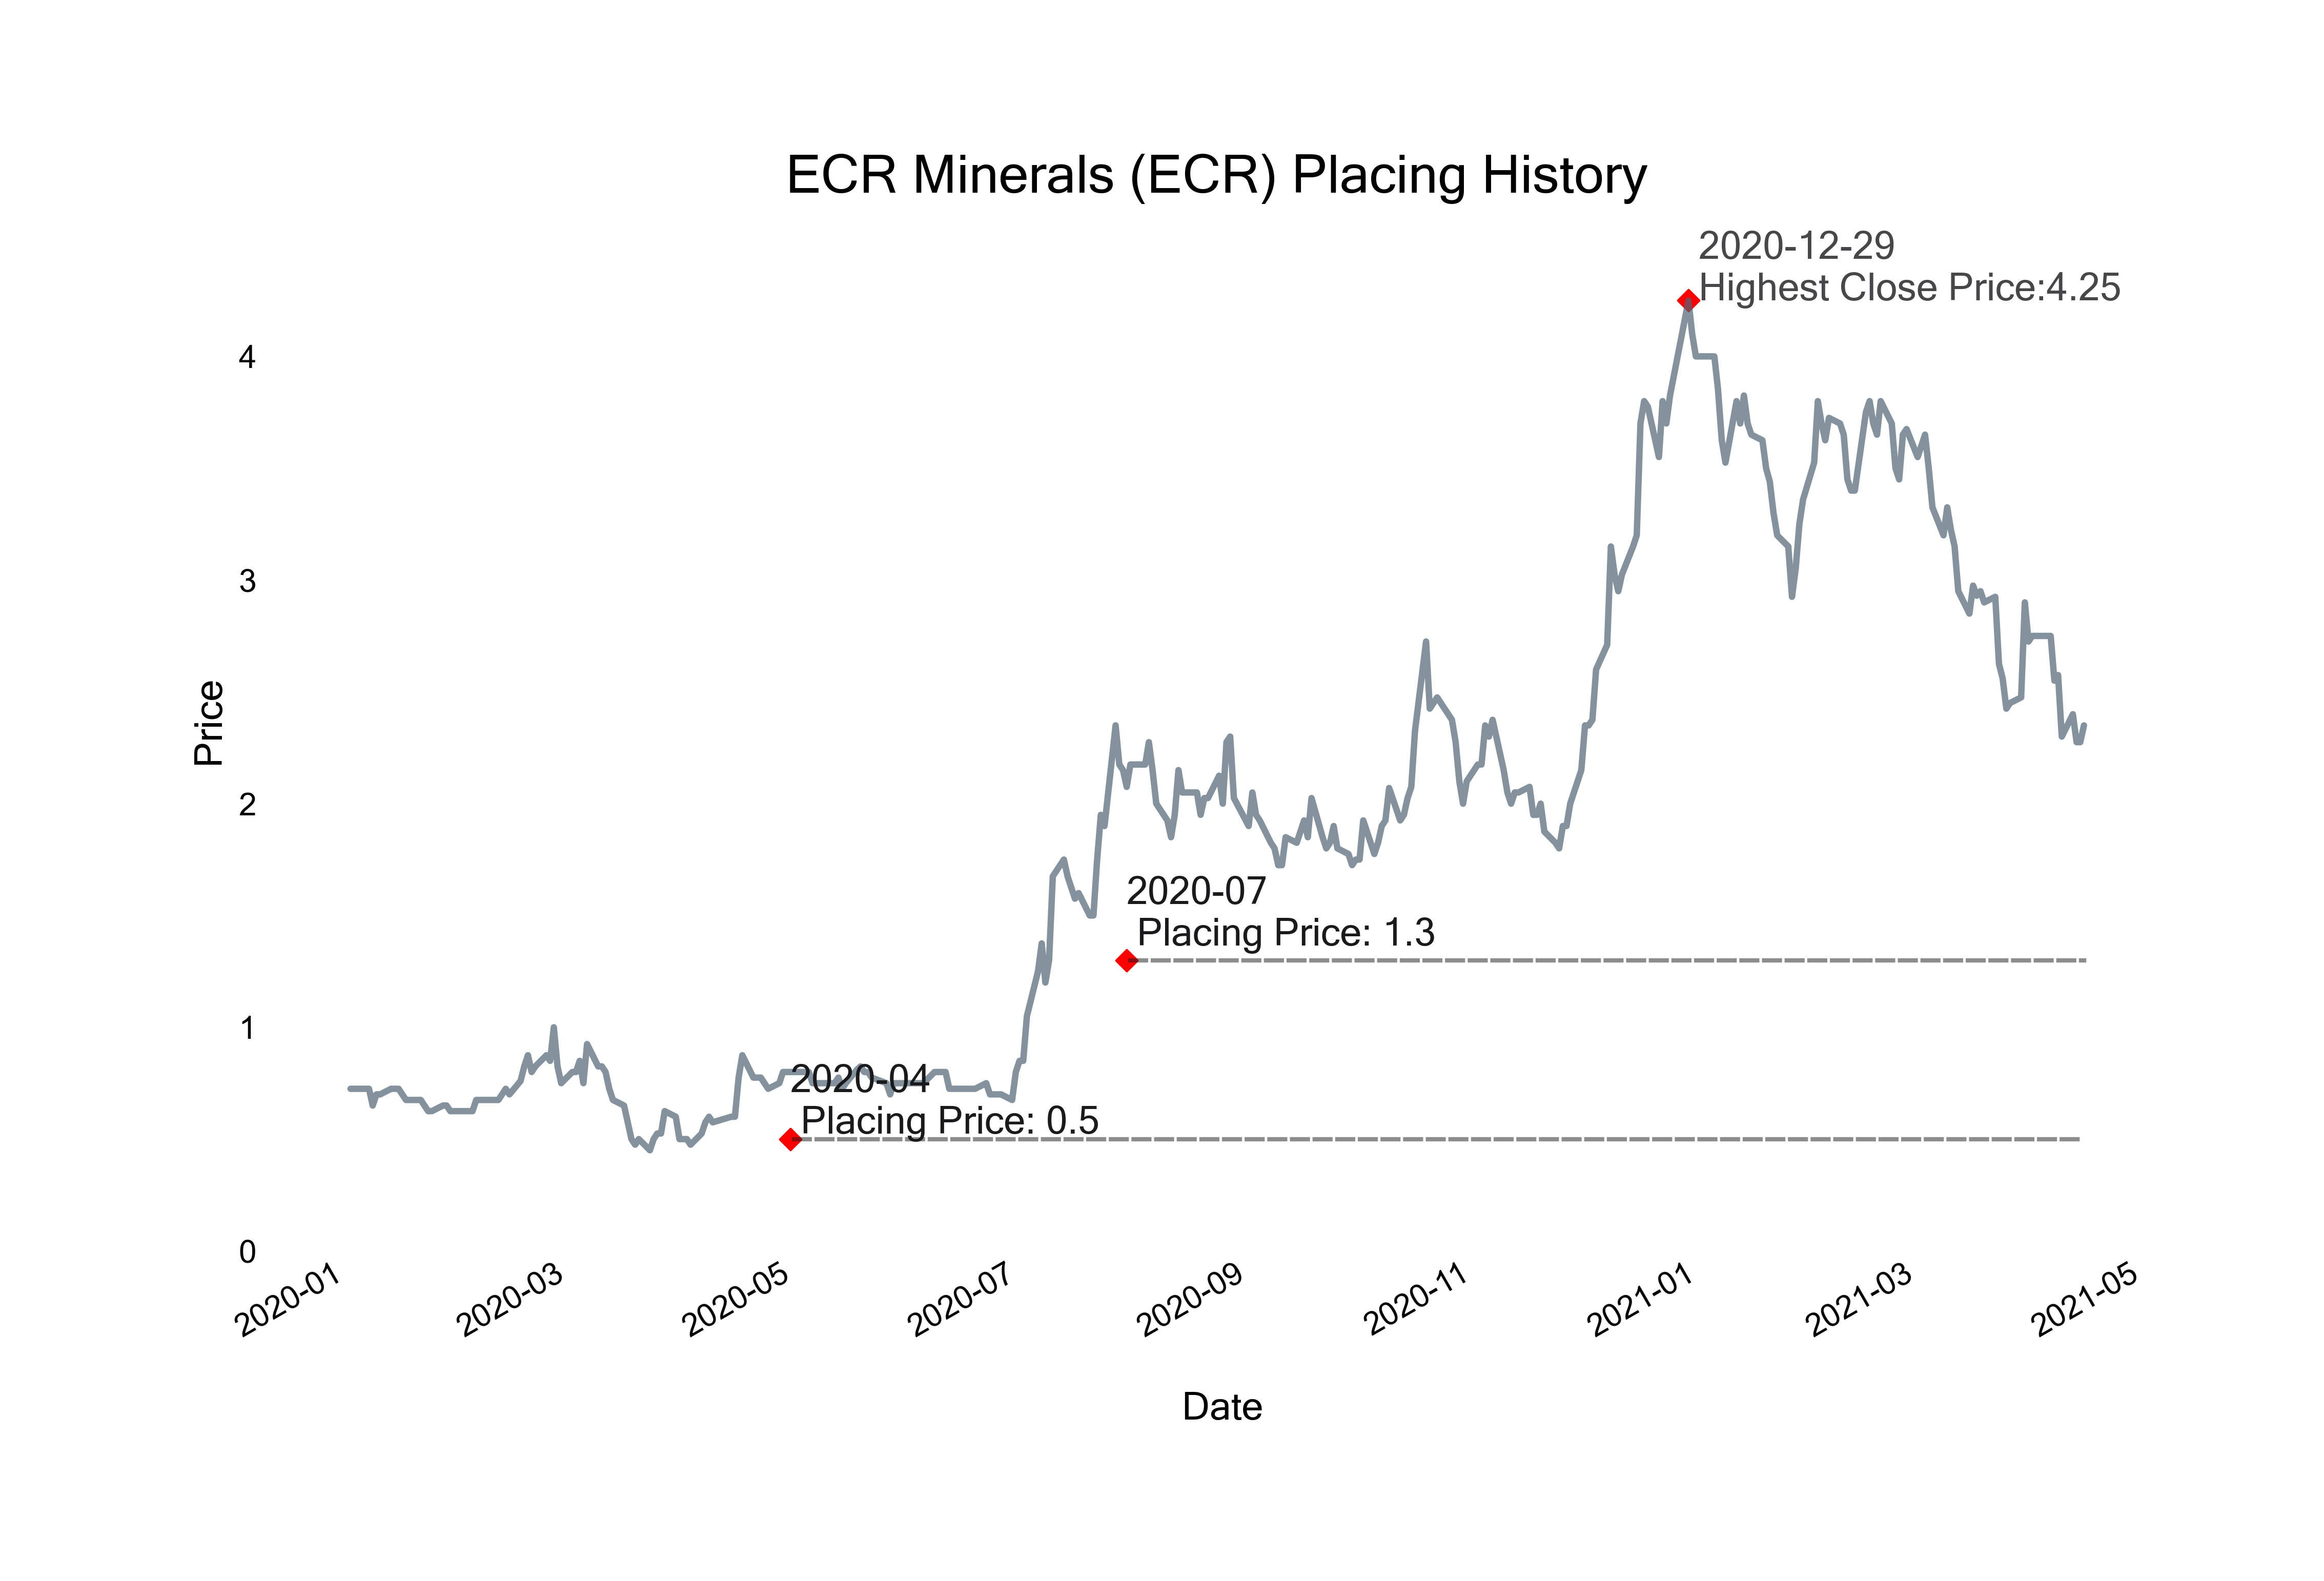 ECR Minerals (ECR) Placing History
2020-12-29
Highest Close Price:4.25
4
3
Price
2
2020-07
Placing Price: 1.3
1
2020-04
Placing Price: 0.5
0
2020-01
2020-03
2020-05
2020-07
2020-09
2020-11
2021-01
2021-03
2021-05
Date